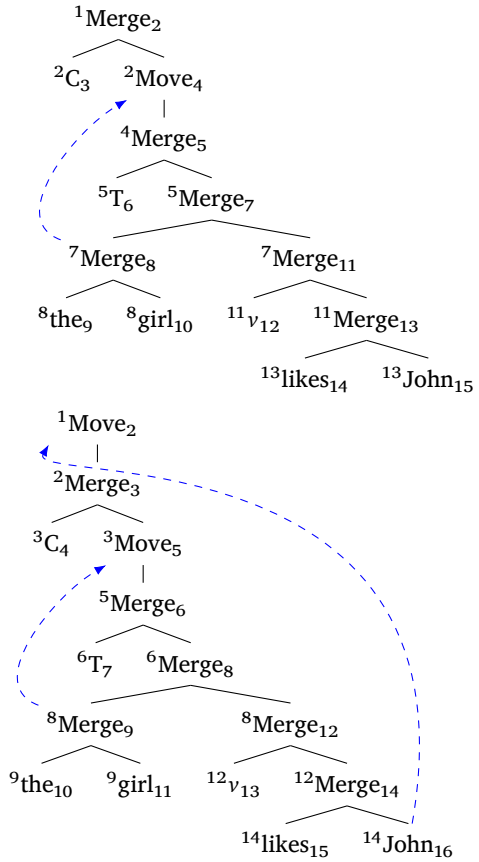 ¹Merge₂
²C₃ ²Move₄
⁴Merge₅
⁵T₆ ⁵Merge₇
⁷Merge₈ ⁷Merge₁₁
⁸the₉ ⁸girl₁₀ ¹¹v₁₂ ¹¹Merge₁₃
¹³likes₁₄ ¹³John₁₅
¹Move₂
²Merge₃
³C₄ ³Move₅
⁵Merge₆
⁶T₇ ⁶Merge₈
⁸Merge₉ ⁸Merge₁₂
⁹the₁₀ ⁹girl₁₁ ¹²v₁₃ ¹²Merge₁₄
¹⁴likes₁₅ ¹⁴John₁₆